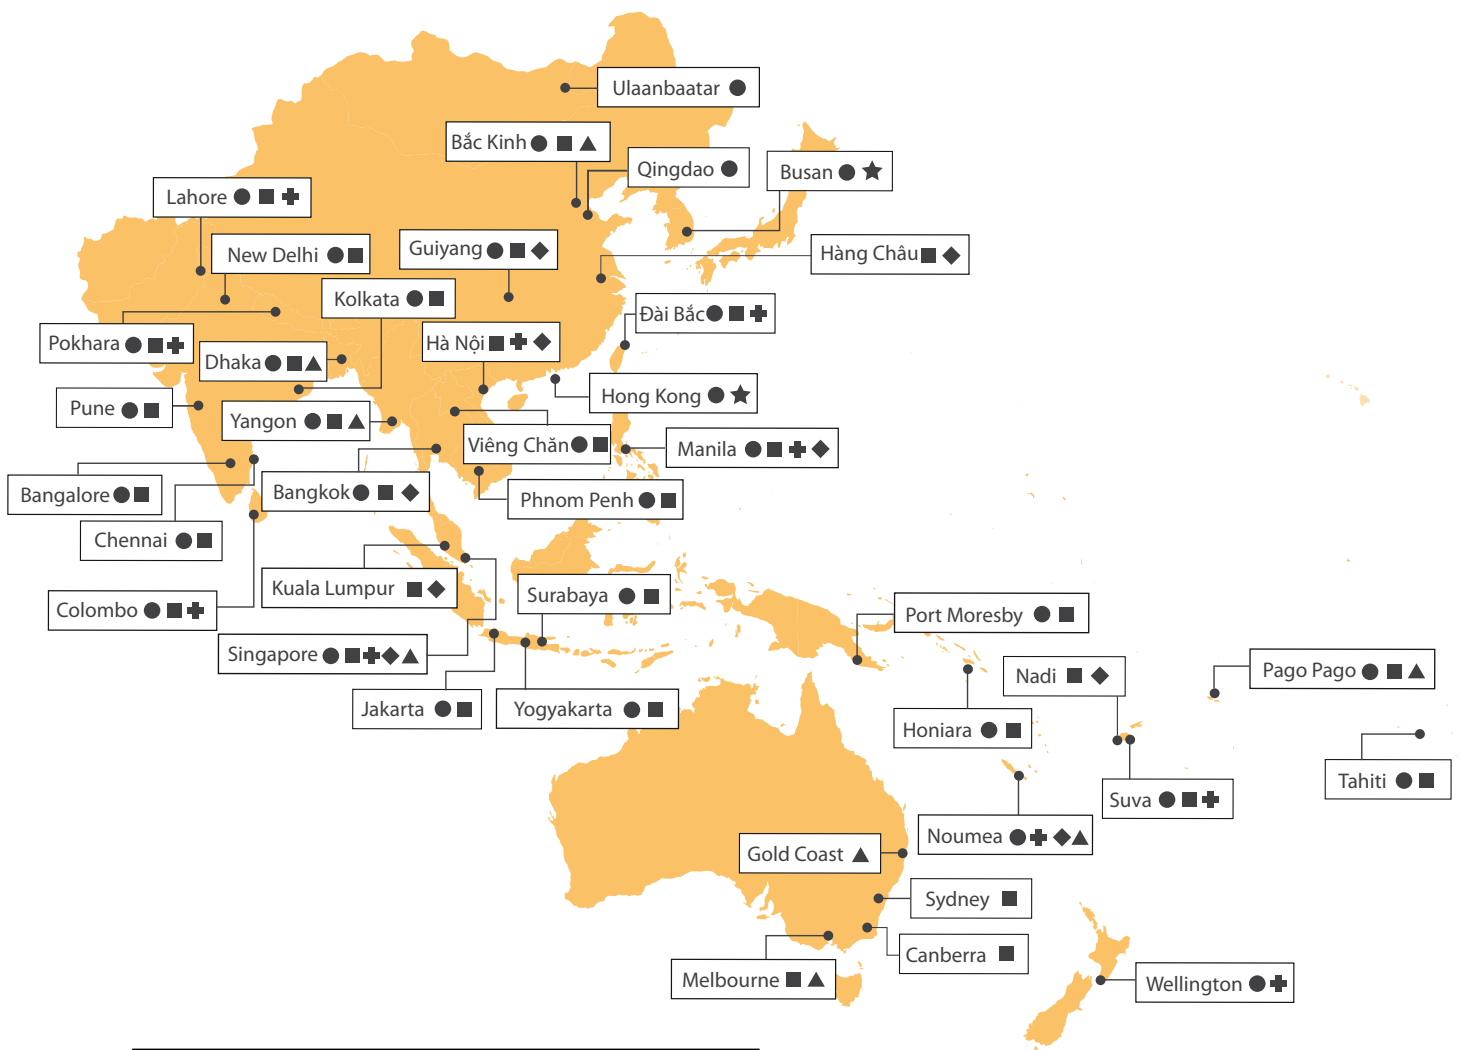 Ulaanbaatar
Bắc Kinh
Qingdao
Busan
Lahore
New Delhi
Guiyang
Hàng Châu
Kolkata
Đài Bắc
Pokhara
Hà Nội
Dhaka
Hong Kong
Pune
Yangon
Viêng Chăn
Manila
Bangalore
Bangkok
Phnom Penh
Chennai
Kuala Lumpur
Surabaya
Colombo
Port Moresby
Singapore
Nadi
Pago Pago
Jakarta
Yogyakarta
Honiara
Tahiti
Suva
Noumea
Gold Coast
Sydney
Canberra
Melbourne
Wellington